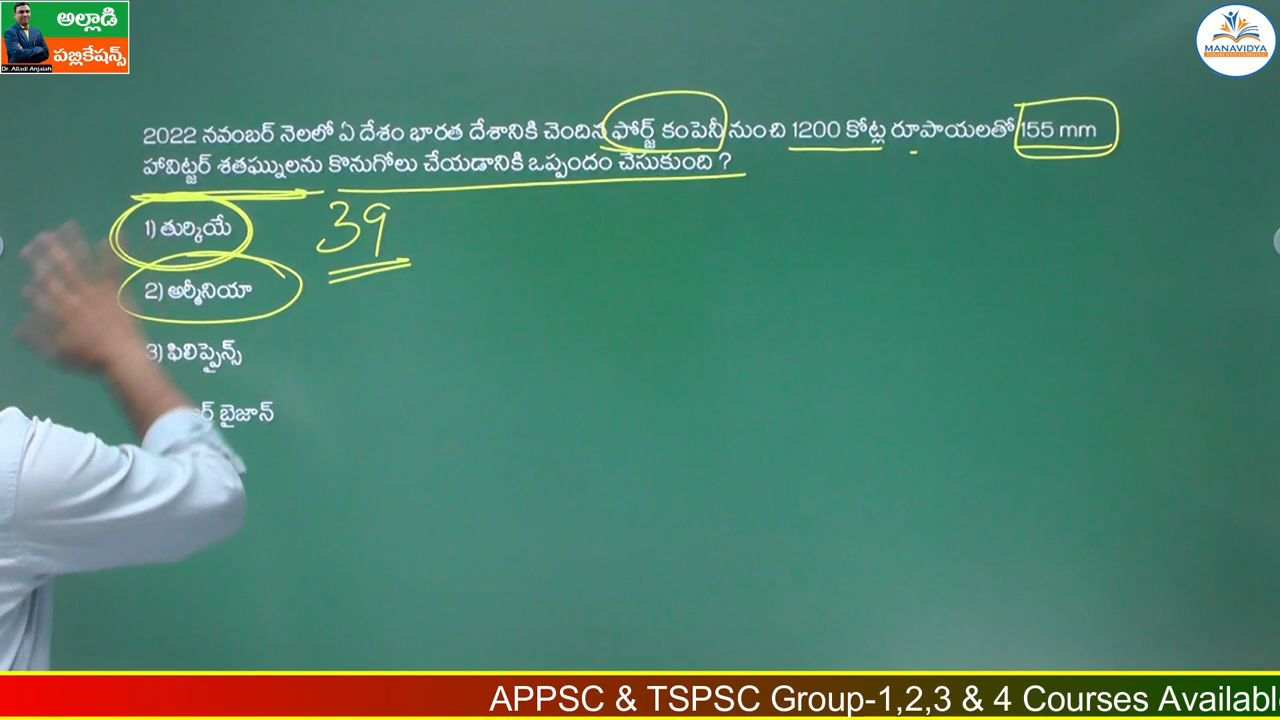 అల్లాడి
పబ్లికేషన్స్
Dr. Alladi Anjaiah
MANAVIDYA
2022 నవంబర్ నెలలో ఏ దేశం భారత దేశానికి చెందిన ఫోర్జ్ కంపెనీ నుంచి 1200 కోట్ల రూపాయలతో 155 mm
హావిట్జర్ శతఘ్నులను కొనుగోలు చేయడానికి ఒప్పందం చేసుకుంది ?
1) తుర్కియే
39
2) అర్మీనియా
3) ఫిలిప్పైన్స్
బైజాన్
APPSC & TSPSC Group-1,2,3 & 4 Courses Availabl